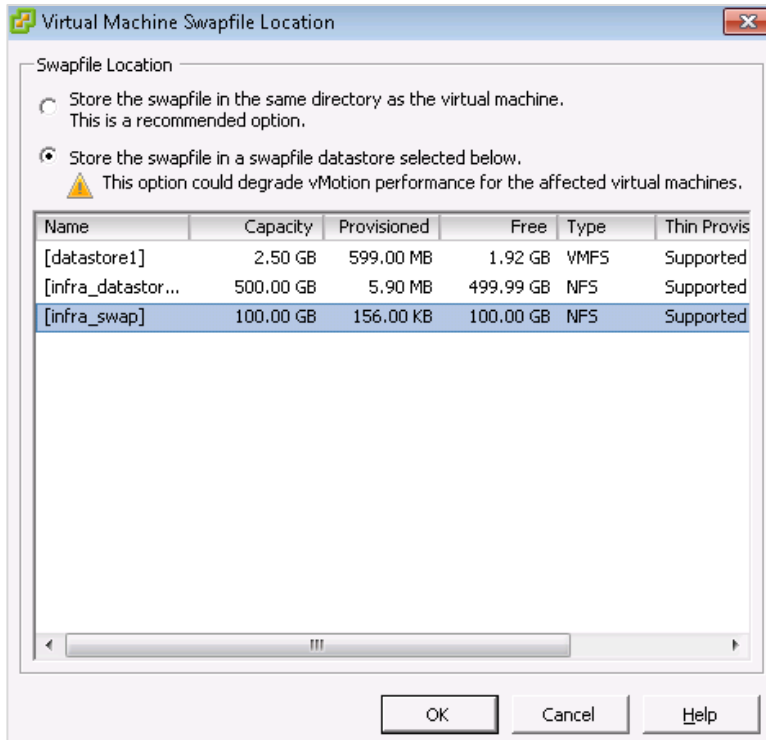 Virtual Machine Swapfile Location
Swapfile Location
Store the swapfile in the same directory as the virtual machine.
This is a recommended option.
Store the swapfile in a swapfile datastore selected below.
This option could degrade vMotion performance for the affected virtual machines.
Name Capacity Provisioned Free Type Thin Provis
[datastore1] 2.50 GB 599.00 MB 1.92 GB VMFS Supported
[infra_datastor... 500.00 GB 5.90 MB 499.99 GB NFS Supported
[infra_swap] 100.00 GB 156.00 KB 100.00 GB NFS Supported
OK Cancel Help